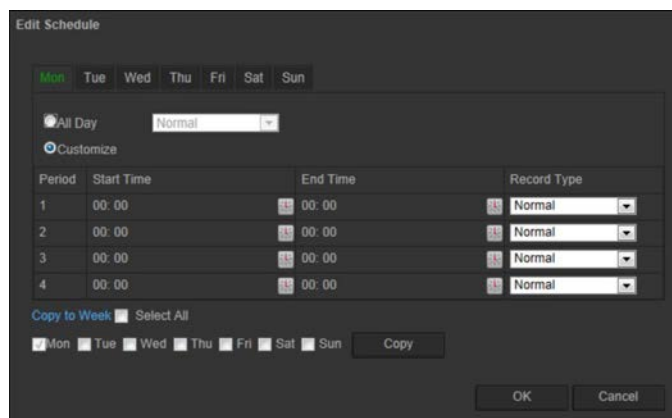 Edit Schedule
Mon Tue Wed Thu Fri Sat Sun
All Day Normal
Customize
Period Start Time End Time Record Type
1 00: 00 00: 00 Normal
2 00: 00 00: 00 Normal
3 00: 00 00: 00 Normal
4 00: 00 00: 00 Normal
Copy to Week Select All
Mon Tue Wed Thu Fri Sat Sun Copy
OK Cancel